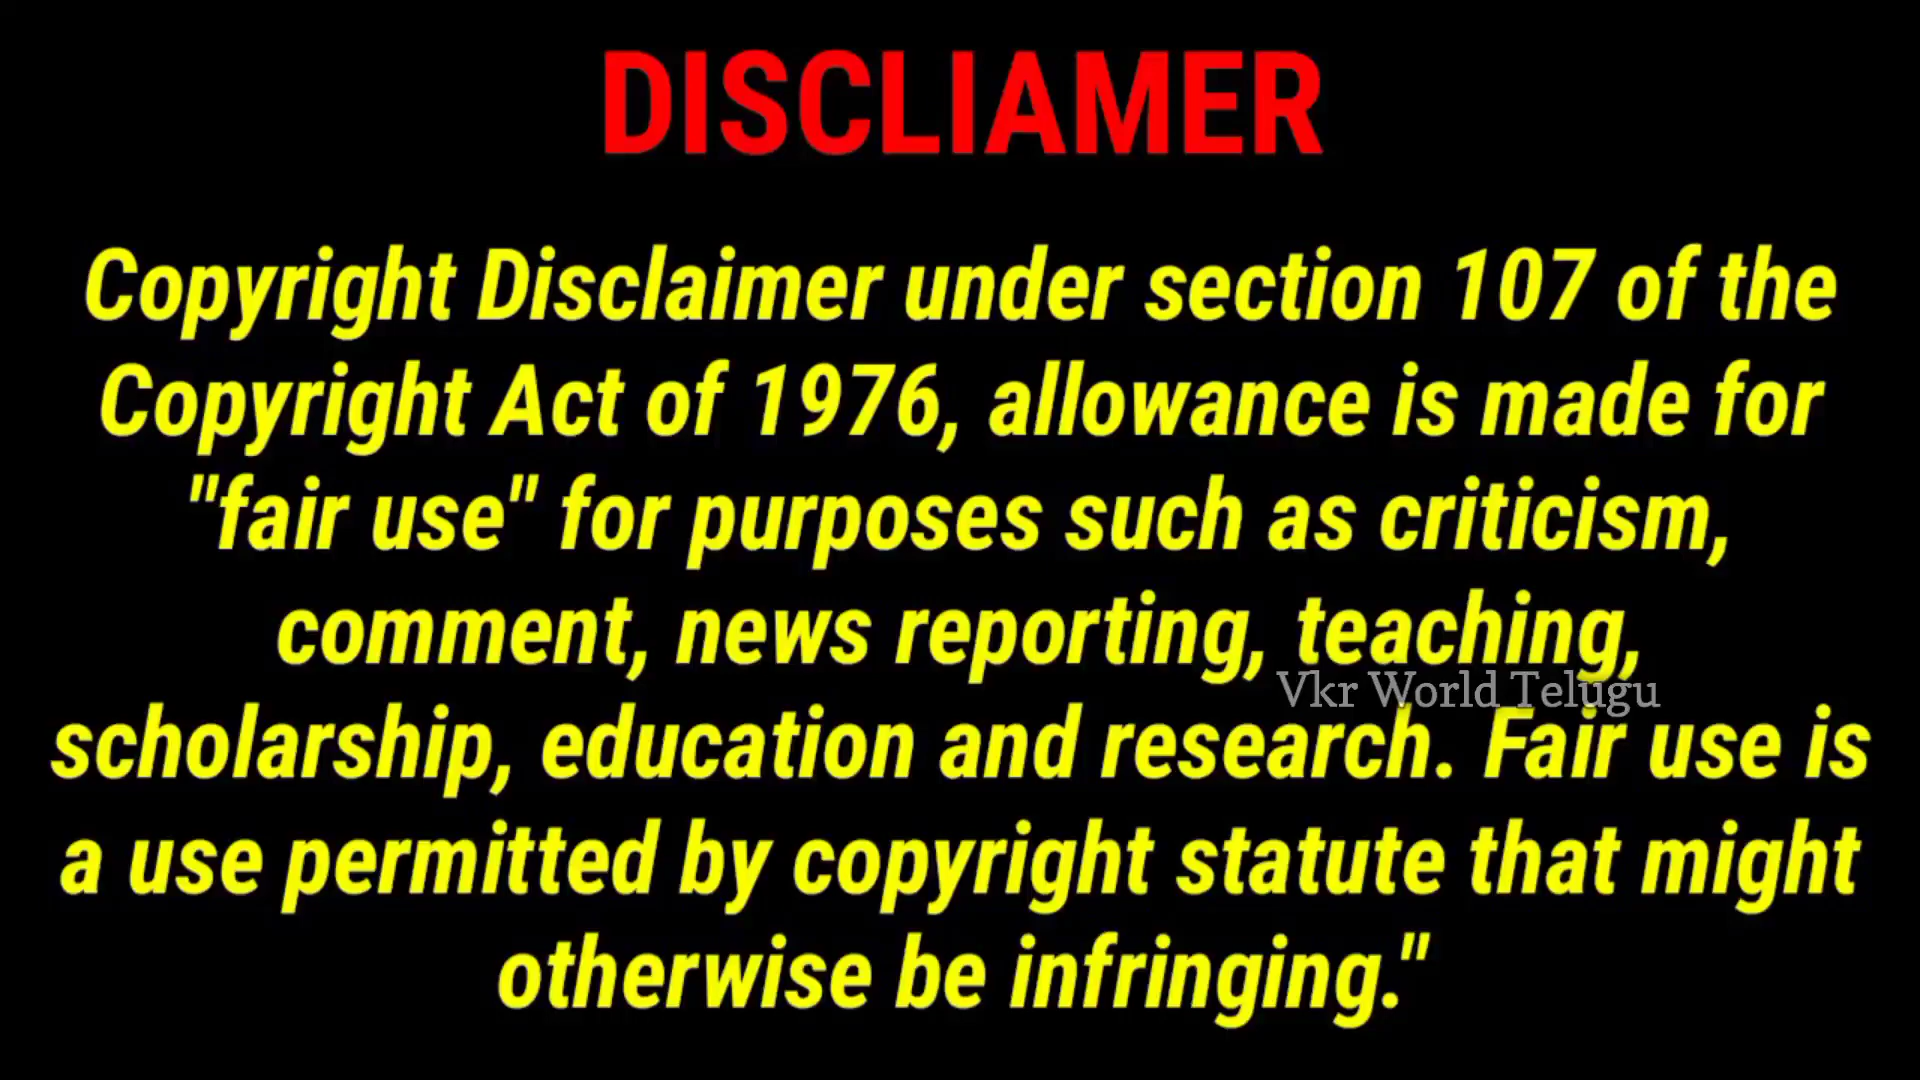 DISCLIAMER
Copyright Disclaimer under section 107 of the
Copyright Act of 1976, allowance is made for
"fair use" for purposes such as criticism,
comment, news reporting, teaching,
Vkr World Telugu
scholarship, education and research. Fair use is
a use permitted by copyright statute that might
otherwise be infringing."